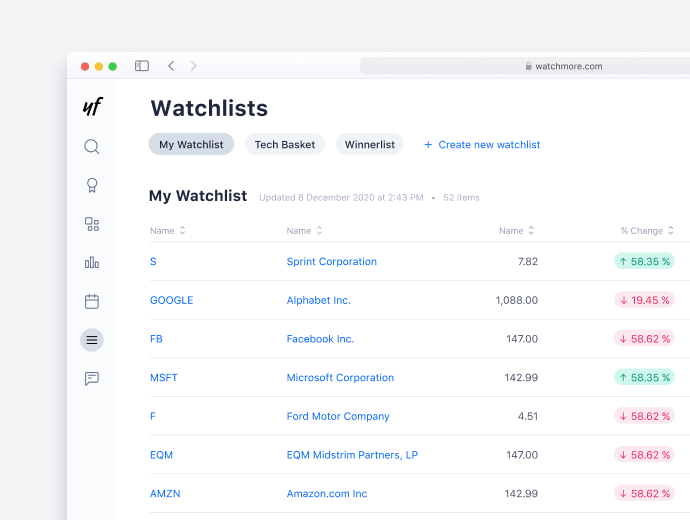 watchmore.com
yf
Watchlists
My Watchlist Tech Basket Winnerlist + Create new watchlist
My Watchlist Updated 8 December 2020 at 2:43 PM • 52 items
Name Name Name % Change
S Sprint Corporation 7.82 ↑ 58.35 %
GOOGLE Alphabet Inc. 1,088.00 ↓ 19.45 %
FB Facebook Inc. 147.00 ↓ 58.62 %
MSFT Microsoft Corporation 142.99 ↑ 58.35 %
F Ford Motor Company 4.51 ↓ 58.62 %
EQM EQM Midstrim Partners, LP 147.00 ↓ 58.62 %
AMZN Amazon.com Inc 142.99 ↓ 58.62 %